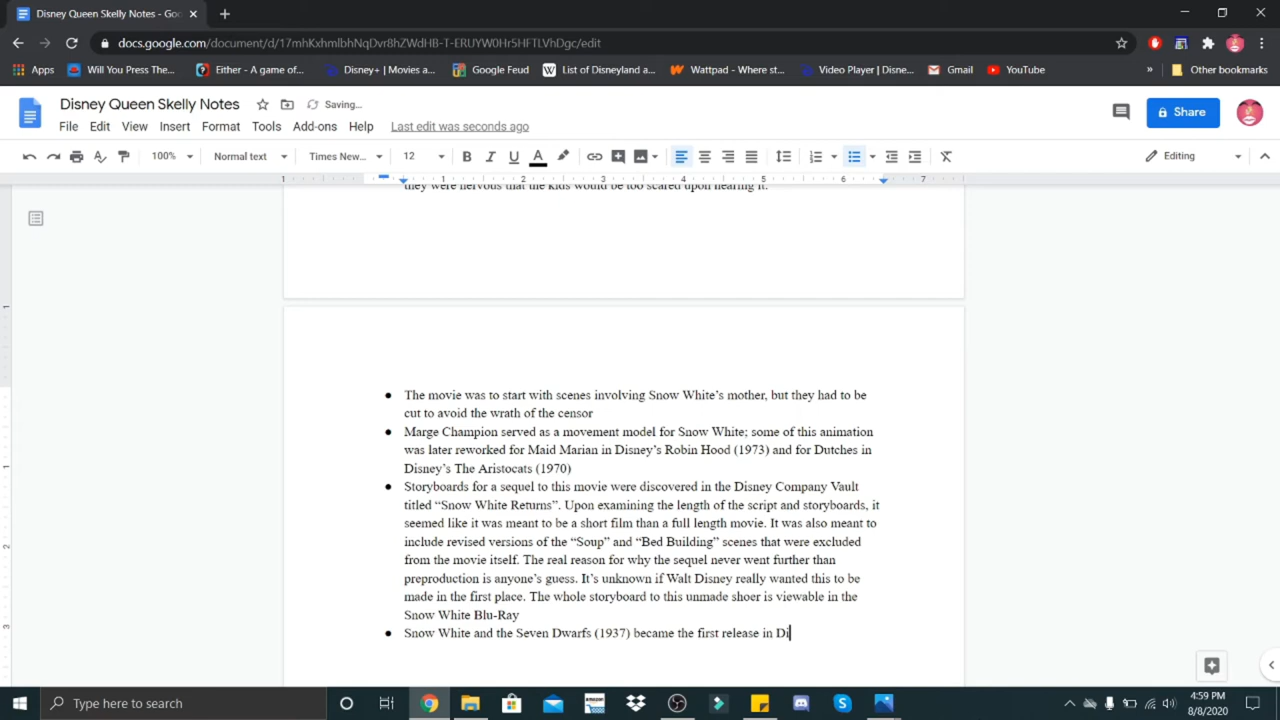 Disney Queen Skelly Notes - Goo
docs.google.com/document/d/17mhKxhmlbhNqDvr8hZWdHB-T-ERUYW0Hr5HFTLVhDgc/edit
Apps
Will You Press The...
Either - A game of...
Disney+ | Movies a...
Google Feud
List of Disneyland a...
Wattpad - Where st...
Video Player | Disne...
Gmail
YouTube
»
Other bookmarks
Disney Queen Skelly Notes
Saving...
File Edit View Insert Format Tools Add-ons Help Last edit was seconds ago
Share
100% Normal text Times New... 12 Editing
1 1 2 3 4 5 6 7
they were nervous that the kids would be too scared upon hearing it.
● The movie was to start with scenes involving Snow White's mother, but they had to be
cut to avoid the wrath of the censor
● Marge Champion served as a movement model for Snow White; some of this animation
was later reworked for Maid Marian in Disney's Robin Hood (1973) and for Dutches in
Disney's The Aristocats (1970)
● Storyboards for a sequel to this movie were discovered in the Disney Company Vault
titled “Snow White Returns”. Upon examining the length of the script and storyboards, it
seemed like it was meant to be a short film than a full length movie. It was also meant to
include revised versions of the “Soup” and “Bed Building” scenes that were excluded
from the movie itself. The real reason for why the sequel never went further than
preproduction is anyone's guess. It's unknown if Walt Disney really wanted this to be
made in the first place. The whole storyboard to this unmade shoer is viewable in the
Snow White Blu-Ray
● Snow White and the Seven Dwarfs (1937) became the first release in Di
Type here to search
4:59 PM
8/8/2020